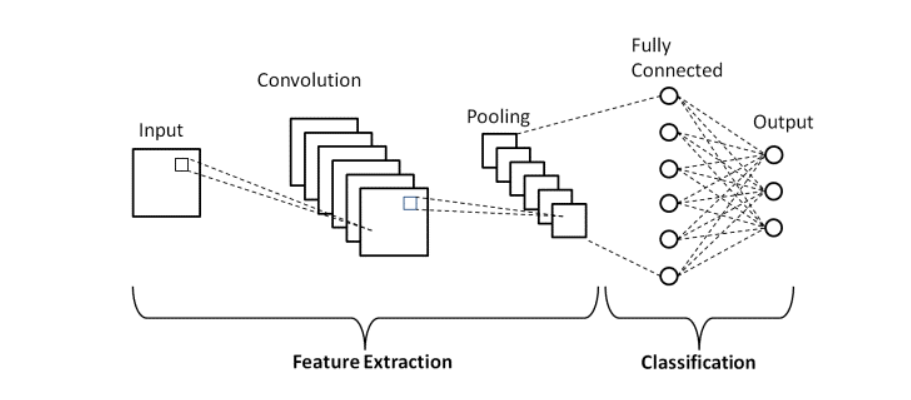 Input
Convolution
Pooling
Fully
Connected
Output
Feature Extraction
Classification